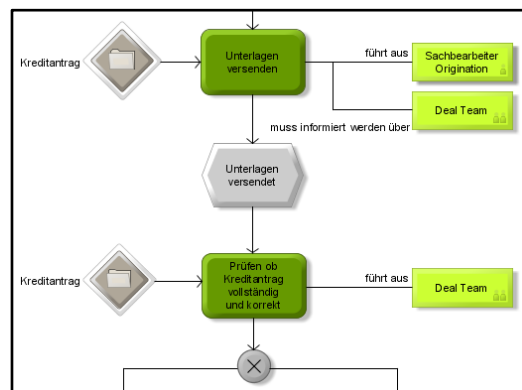 Kreditantrag
Unterlagen
versenden
führt aus
Sachbearbeiter
Origination
Deal Team
muss informiert werden über
Unterlagen
versendet
Kreditantrag
Prüfen ob
Kreditantrag
vollständig
und korrekt
führt aus
Deal Team